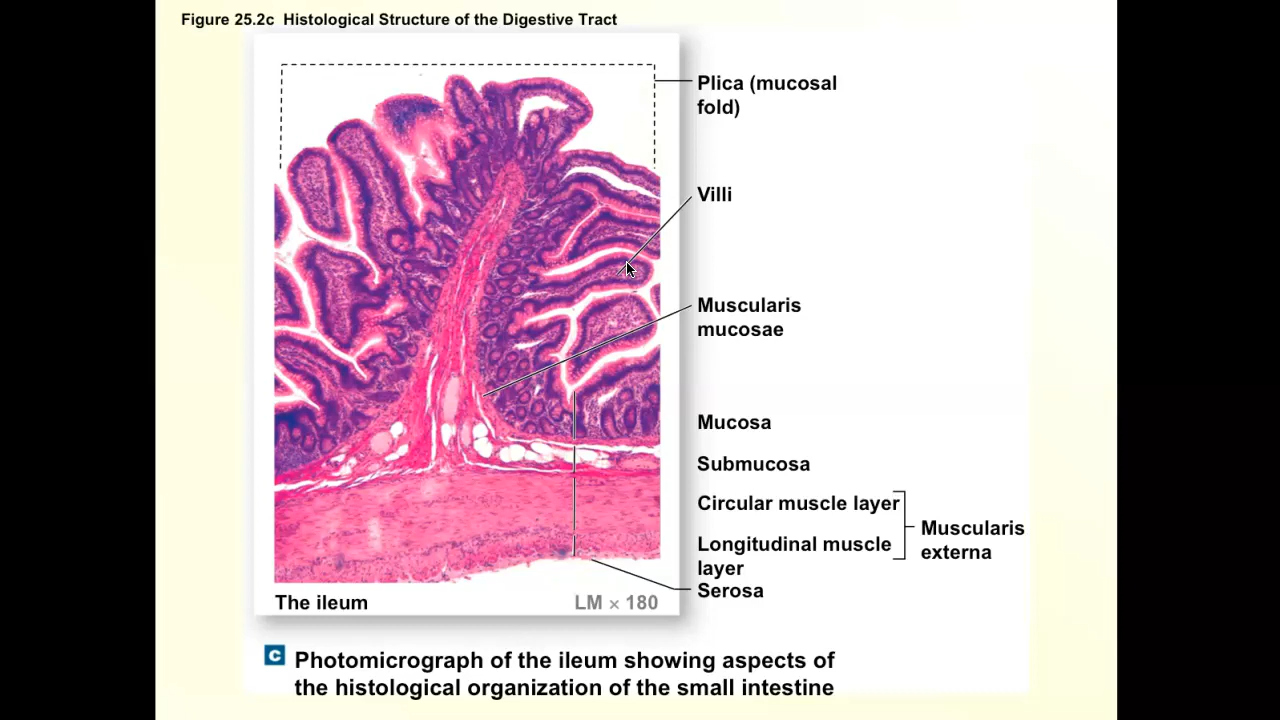 Figure 25.2c Histological Structure of the Digestive Tract
Plica (mucosal
fold)
Villi
Muscularis
mucosae
Mucosa
Submucosa
Circular muscle layer
Muscularis
externa
Longitudinal muscle
layer
Serosa
The ileum
LM × 180
c
Photomicrograph of the ileum showing aspects of
the histological organization of the small intestine